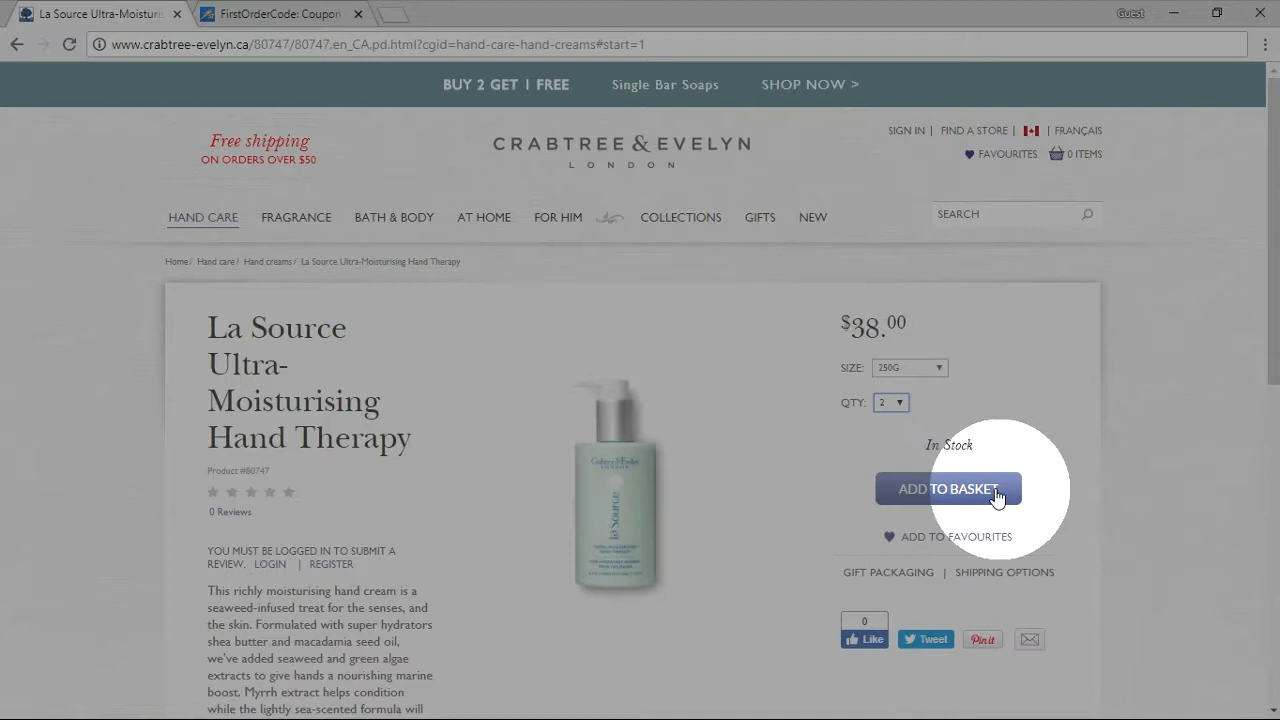 La Source Ultra-Moisturis
FirstOrderCode: Coupon
Guest
www.crabtree-evelyn.ca/80747/80747,en_CA,pd.html?cgid=hand-care-hand-creams#start=1
BUY 2 GET 1 FREE Single Bar Soaps SHOP NOW >
Free shipping
ON ORDERS OVER $50
CRABTREE & EVELYN
LONDON
SIGN IN | FIND A STORE | | FRANÇAIS
FAVOURITES 0 ITEMS
HAND CARE FRAGRANCE BATH & BODY AT HOME FOR HIM COLLECTIONS GIFTS NEW
SEARCH
Home / Hand care / Hand creams / La Source Ultra-Moisturising Hand Therapy
La Source
Ultra-
Moisturising
Hand Therapy
Product #80747
0 Reviews
YOU MUST BE LOGGED IN TO SUBMIT A
REVIEW. LOGIN | REGISTER
This richly moisturising hand cream is a
seaweed-infused treat for the senses, and
the skin. Formulated with super hydrators
shea butter and macadamia seed oil,
we've added seaweed and green algae
extracts to give hands a nourishing marine
boost. Myrrh extract helps condition
while the lightly sea-scented formula will
Crabtree & Evelyn
La Source
$38.00
SIZE: 250G
QTY: 2
In Stock
ADD TO BASKET
ADD TO FAVOURITES
GIFT PACKAGING | SHIPPING OPTIONS
0
Like Tweet Pin it